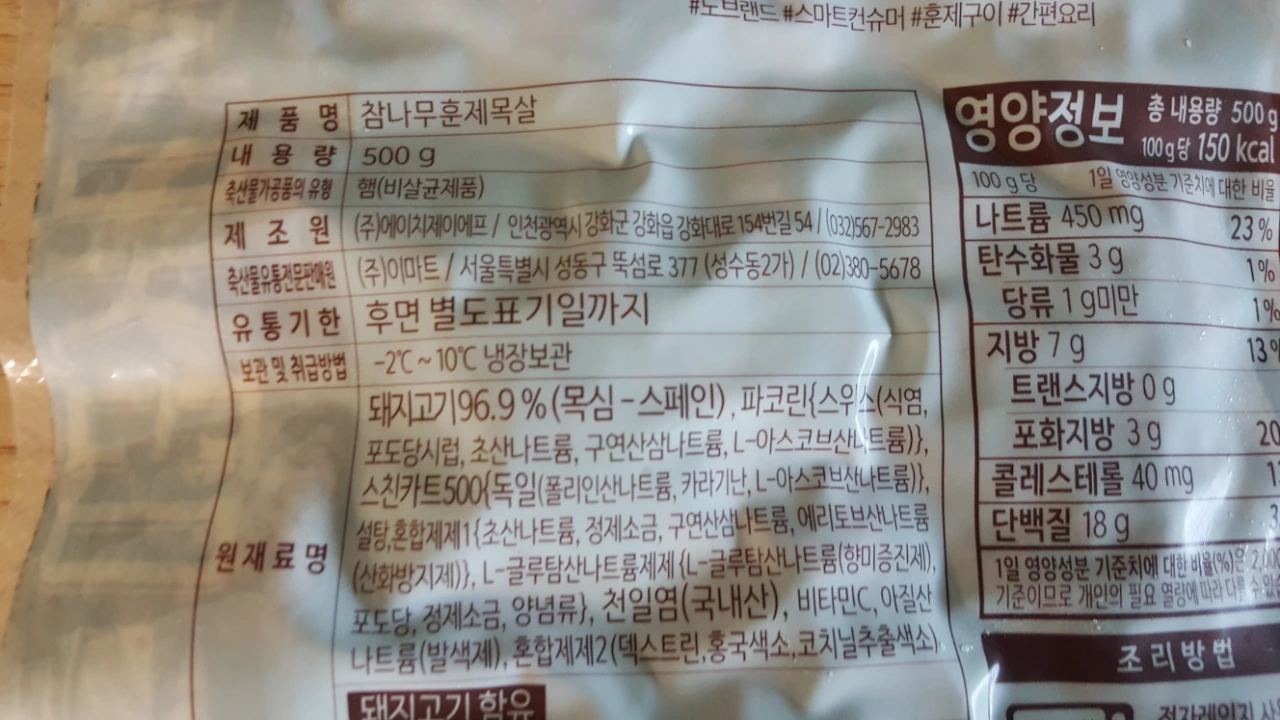 #노브랜드 #스마트컨슈머 #훈제구이 #간편요리
제 품 명 참나무훈제목살
내 용 량 500 g
축산물가공품의 유형 햄(비살균제품)
제 조 원 (주)에이치제이에프 / 인천광역시 강화군 강화읍 강화대로 154번길 54 / (032)567-2983
축산물유통전문판매원 (주)이마트 / 서울특별시 성동구 뚝섬로 377 (성수동2가) / (02)380-5678
유 통 기 한 후면 별도표기일까지
보관 및 취급방법 -2℃ ~ 10℃ 냉장보관
원 재 료 명
돼지고기96.9 % (목심 - 스페인), 파코린{스위스(식염,
포도당시럽, 초산나트륨, 구연산삼나트륨, L-아스코브산나트륨)},
스킨카트500{독일(폴리인산나트륨, 카라기난, L-아스코브산나트륨)},
설탕,혼합제제1{초산나트륨, 정제소금, 구연산삼나트륨, 에리토브산나트륨
(산화방지제)}, L-글루탐산나트륨제제 {L-글루탐산나트륨(향미증진제),
포도당, 정제소금, 양념류}, 천일염(국내산), 비타민C, 아질산
나트륨(발색제), 혼합제제2(덱스트린,홍국색소,코치닐추출색소)
돼지고기 함유
영양정보 총 내용량 500 g
100 g 당 150 kcal
100 g 당 1일 영양성분 기준치에 대한 비율
나트륨 450 mg 23 %
탄수화물 3 g 1 %
당류 1 g미만 1 %
지방 7 g 13 %
트랜스지방 0 g
포화지방 3 g 20
콜레스테롤 40 mg
단백질 18 g
1일 영양성분 기준치에 대한 비율(%)은 2,000
기준이므로 개인의 필요 열량에 따라 다를 수 있
조 리 방 법
전자레인지